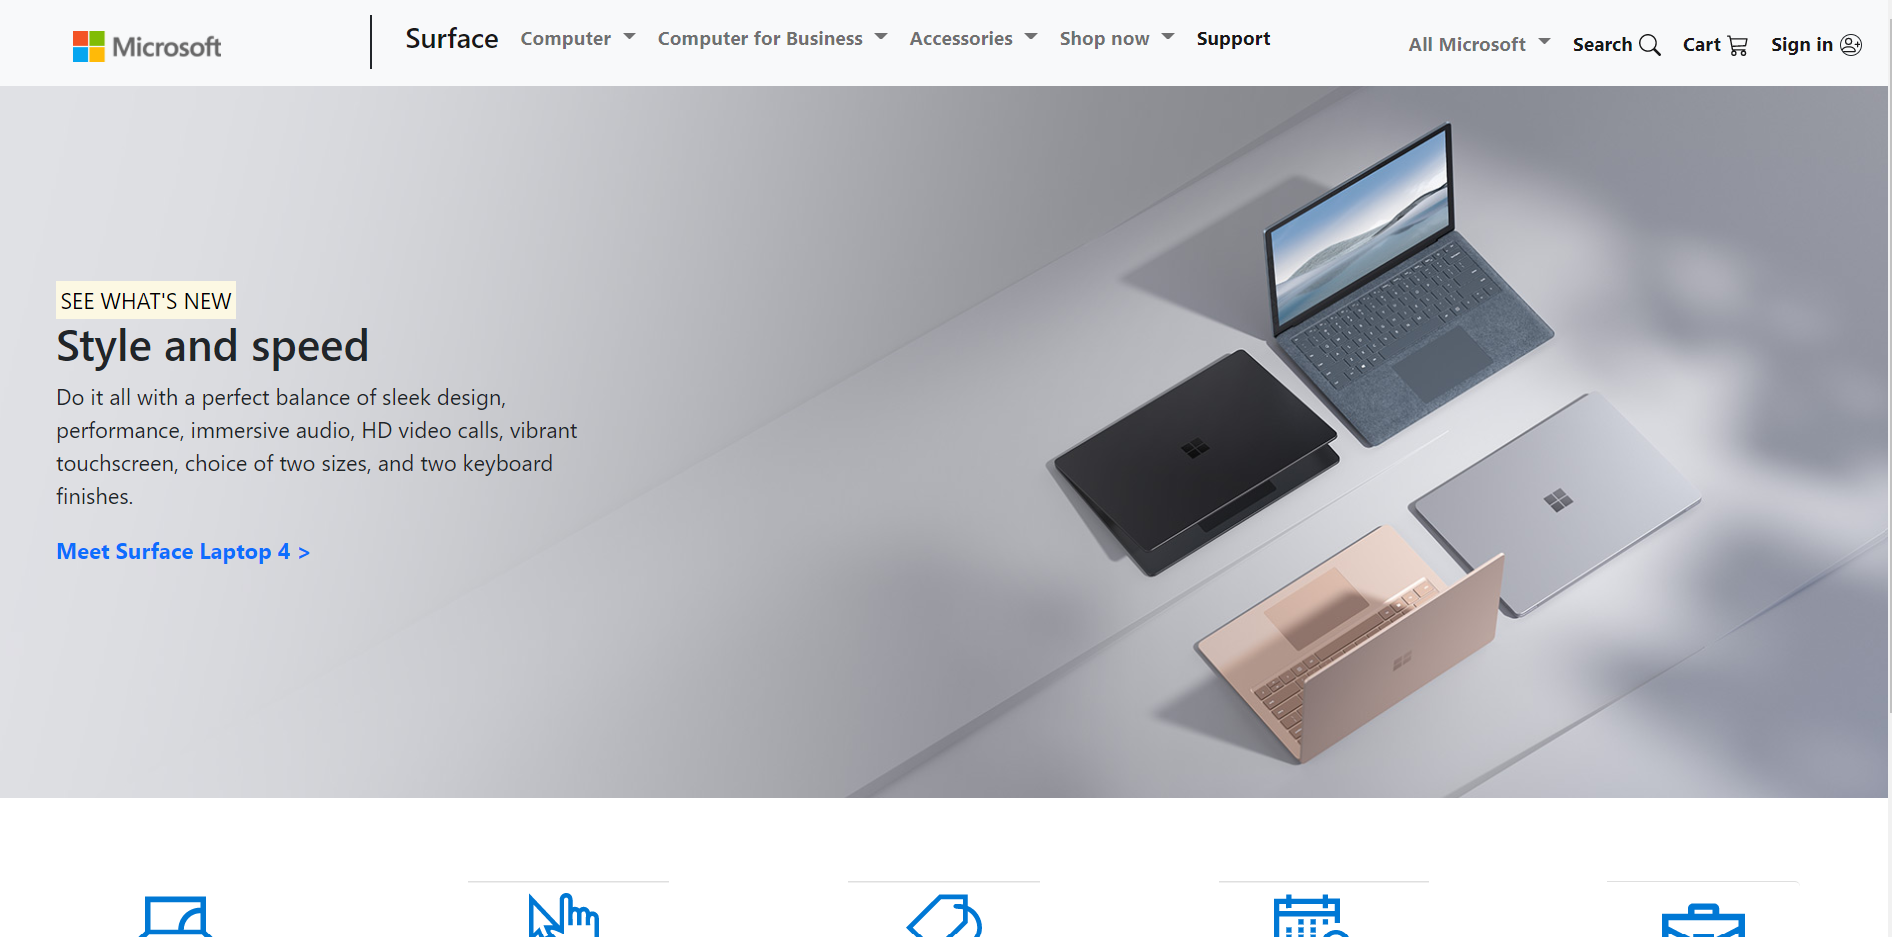 Microsoft
Surface Computer Computer for Business Accessories Shop now Support
All Microsoft Search Cart Sign in
SEE WHAT'S NEW
Style and speed
Do it all with a perfect balance of sleek design,
performance, immersive audio, HD video calls, vibrant
touchscreen, choice of two sizes, and two keyboard
finishes.
Meet Surface Laptop 4 >